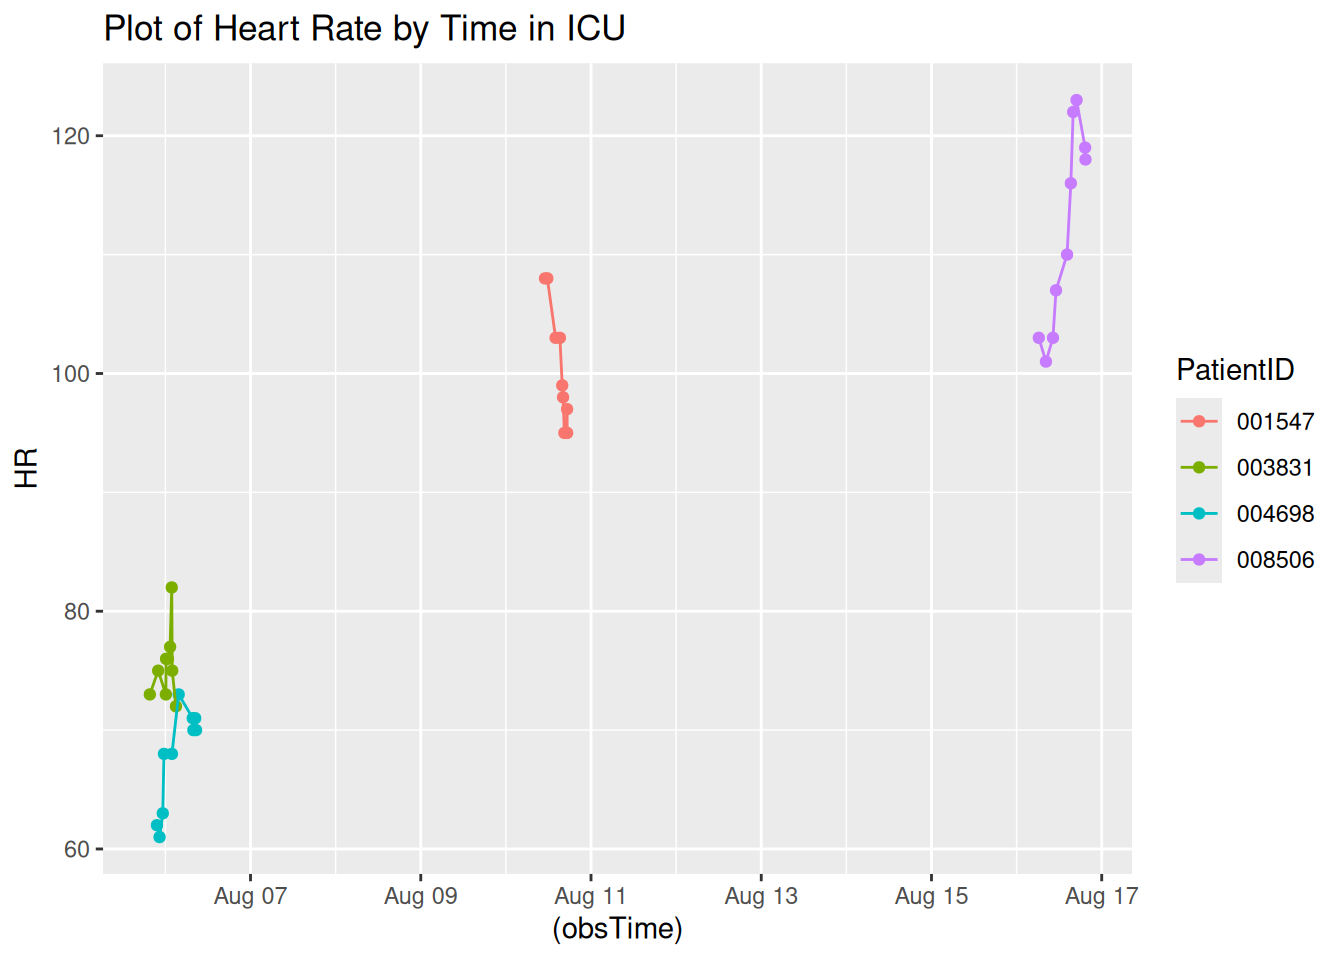 Plot of Heart Rate by Time in ICU
120
100
80
60
HR
Aug 07
Aug 09
Aug 11
Aug 13
Aug 15
Aug 17
(obsTime)
PatientID
001547
003831
004698
008506